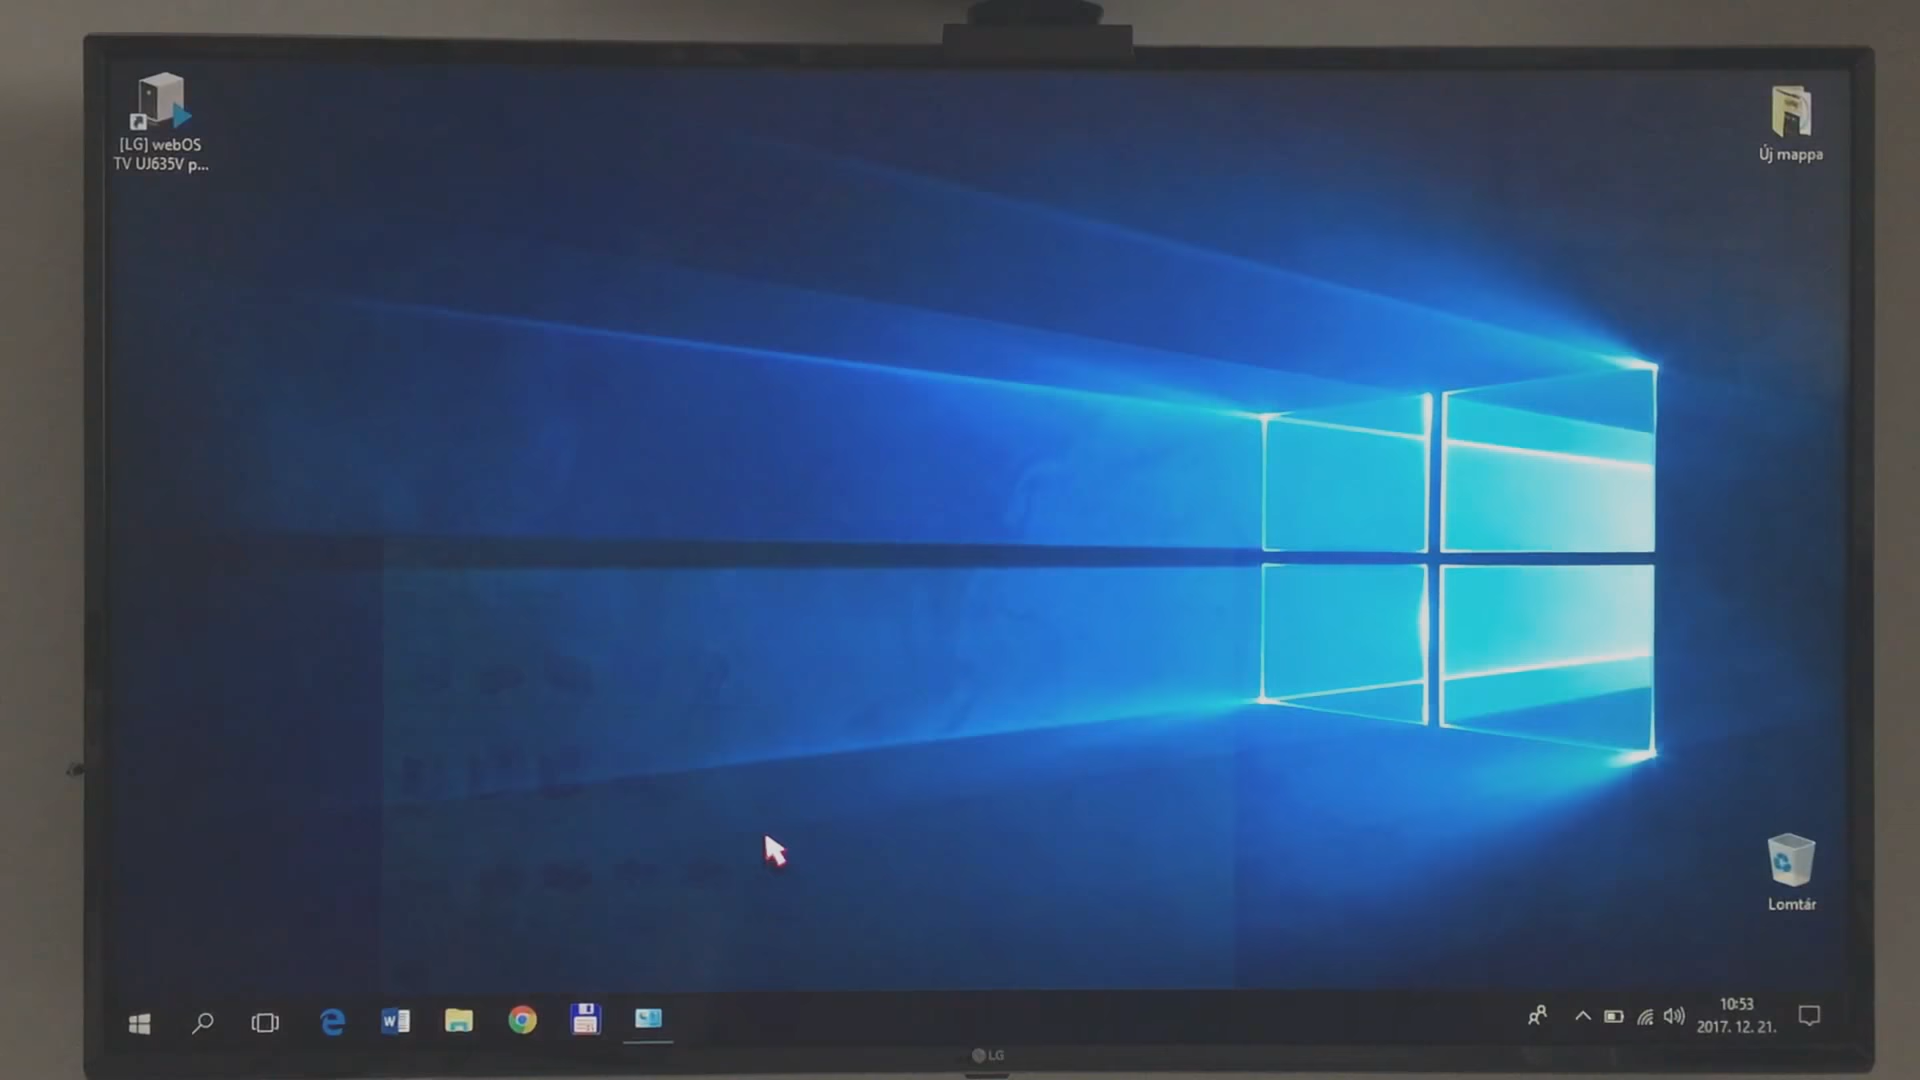 [LG] webOS
TV UJ635V p...
Új mappa
Lomtár
10:53
2017. 12. 21.
LG